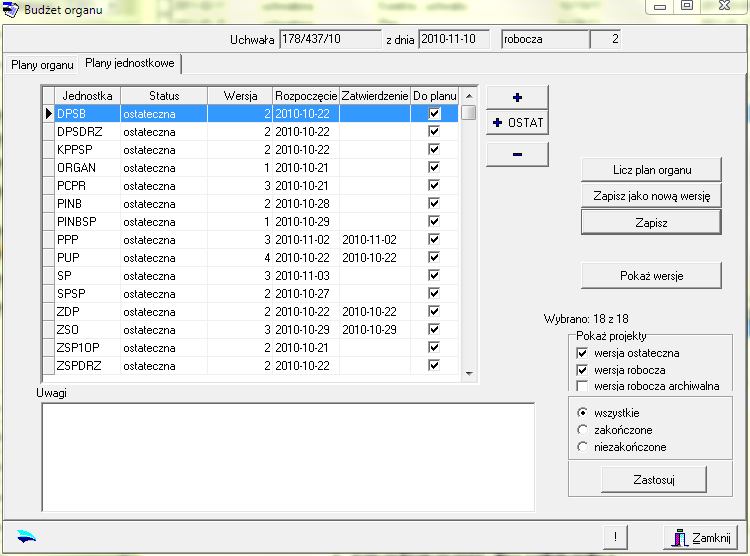 Budżet organu
Uchwała 178/437/10 z dnia 2010-11-10 robocza 2
Plany organu Plany jednostkowe
Jednostka Status Wersja Rozpoczęcie Zatwierdzenie Do planu
DPSB ostateczna 2 2010-10-22
DPSDRZ ostateczna 2 2010-10-22
KPPSP ostateczna 2 2010-10-22
ORGAN ostateczna 1 2010-10-21
PCPR ostateczna 3 2010-10-21
PINB ostateczna 2 2010-10-28
PINBSP ostateczna 1 2010-10-29
PPP ostateczna 3 2010-11-02 2010-11-02
PUP ostateczna 4 2010-10-22 2010-10-22
SP ostateczna 3 2010-11-03
SPSP ostateczna 2 2010-10-27
ZDP ostateczna 2 2010-10-22 2010-10-22
ZSO ostateczna 3 2010-10-29 2010-10-29
ZSP1OP ostateczna 2 2010-10-21
ZSPDRZ ostateczna 2 2010-10-22
+
+ OSTAT
-
Licz plan organu
Zapisz jako nową wersję
Zapisz
Pokaż wersje
Wybrano: 18 z 18
Pokaż projekty
wersja ostateczna
wersja robocza
wersja robocza archiwalna
wszystkie
zakończone
niezakończone
Zastosuj
Uwagi
! Zamknij